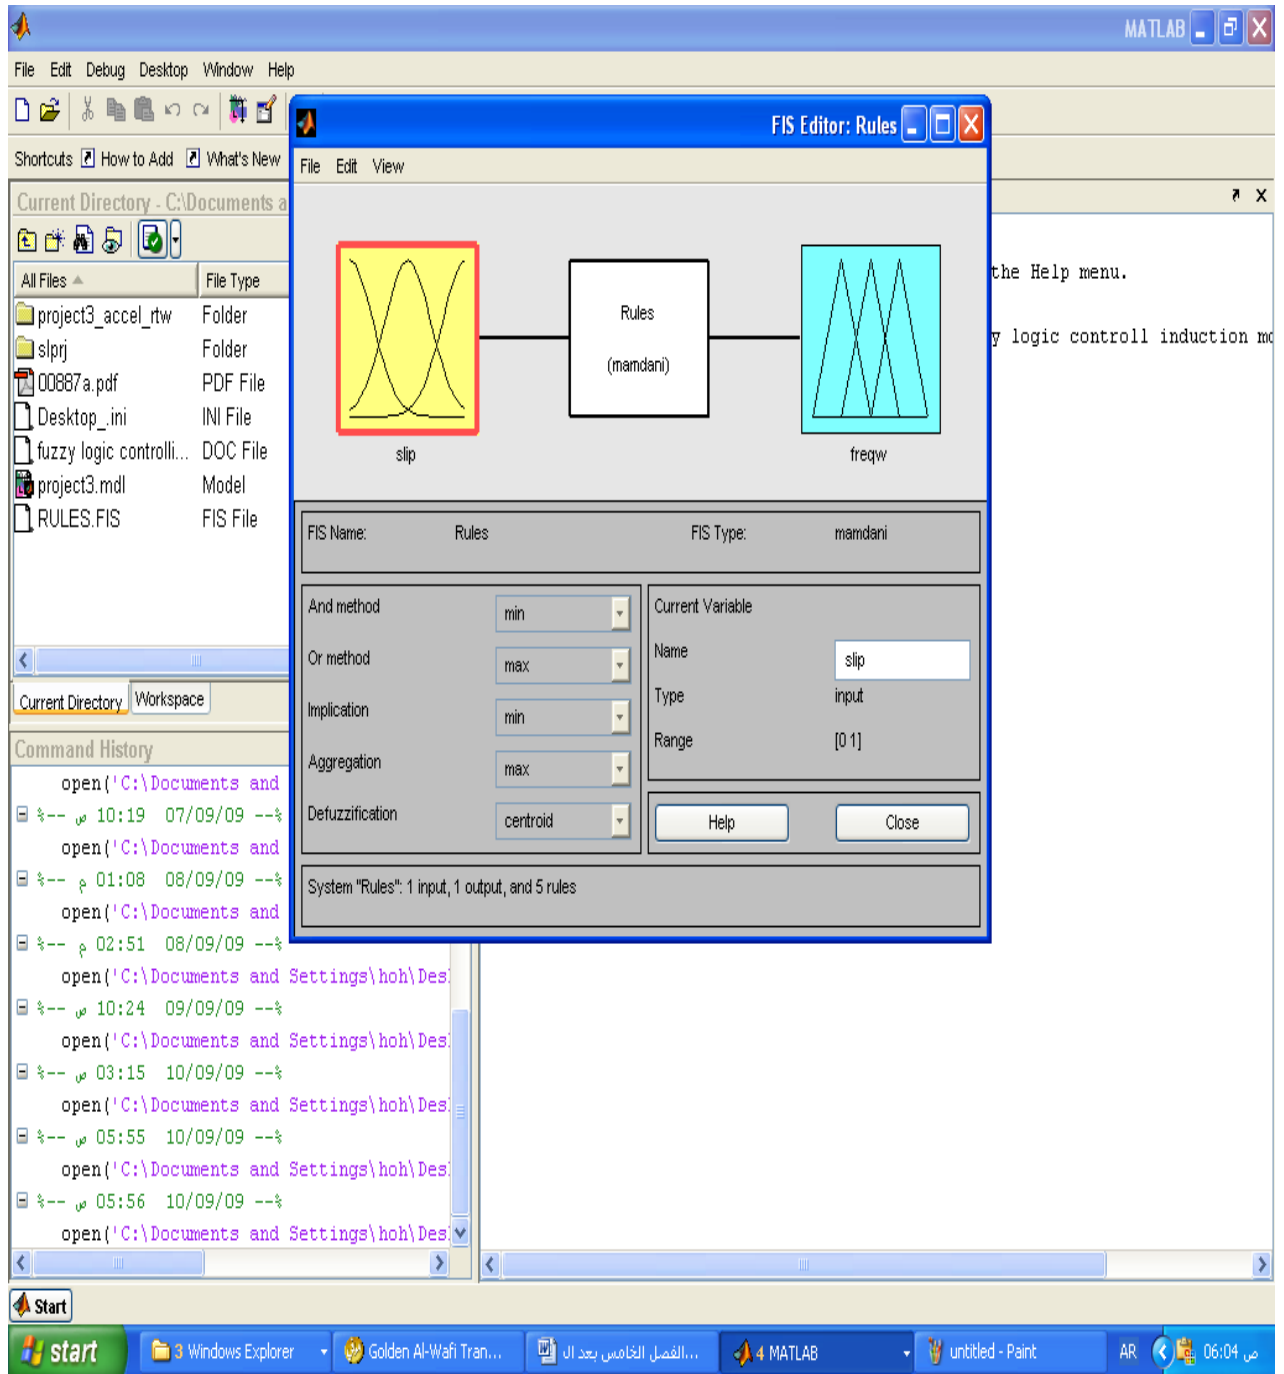 MATLAB
File Edit Debug Desktop Window Help
Shortcuts How to Add What's New
Current Directory - C:\Documents a
All Files File Type
project3_accel_rtw Folder
slprj Folder
00887a.pdf PDF File
Desktop_.ini INI File
fuzzy logic controlli... DOC File
project3.mdl Model
RULES.FIS FIS File
Current Directory Workspace
Command History
open('C:\Documents and
%-- ص 10:19 07/09/09 --%
open('C:\Documents and
%-- م 01:08 08/09/09 --%
open('C:\Documents and
%-- م 02:51 08/09/09 --%
open('C:\Documents and Settings\hoh\Des
%-- ص 10:24 09/09/09 --%
open('C:\Documents and Settings\hoh\Des
%-- ص 03:15 10/09/09 --%
open('C:\Documents and Settings\hoh\Des
%-- ص 05:55 10/09/09 --%
open('C:\Documents and Settings\hoh\Des
%-- ص 05:56 10/09/09 --%
open('C:\Documents and Settings\hoh\Des
FIS Editor: Rules
File Edit View
Rules
(mamdani)
slip
freqw
FIS Name: Rules FIS Type: mamdani
And method min
Or method max
Implication min
Aggregation max
Defuzzification centroid
Current Variable
Name slip
Type input
Range [0 1]
Help Close
System "Rules": 1 input, 1 output, and 5 rules
the Help menu.
y logic controll induction mo
Start
start 3 Windows Explorer Golden Al-Wafi Tran... الفصل الخامس بعد ال... 4 MATLAB untitled - Paint AR 06:04 ص